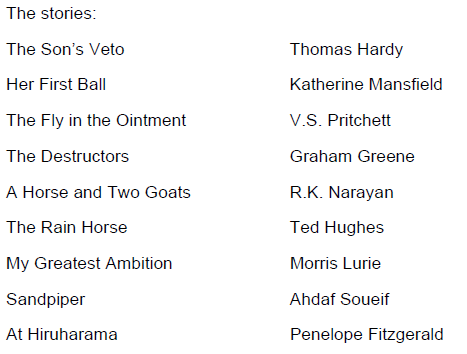 The stories:
The Son's Veto Thomas Hardy
Her First Ball Katherine Mansfield
The Fly in the Ointment V.S. Pritchett
The Destructors Graham Greene
A Horse and Two Goats R.K. Narayan
The Rain Horse Ted Hughes
My Greatest Ambition Morris Lurie
Sandpiper Ahdaf Soueif
At Hiruharama Penelope Fitzgerald